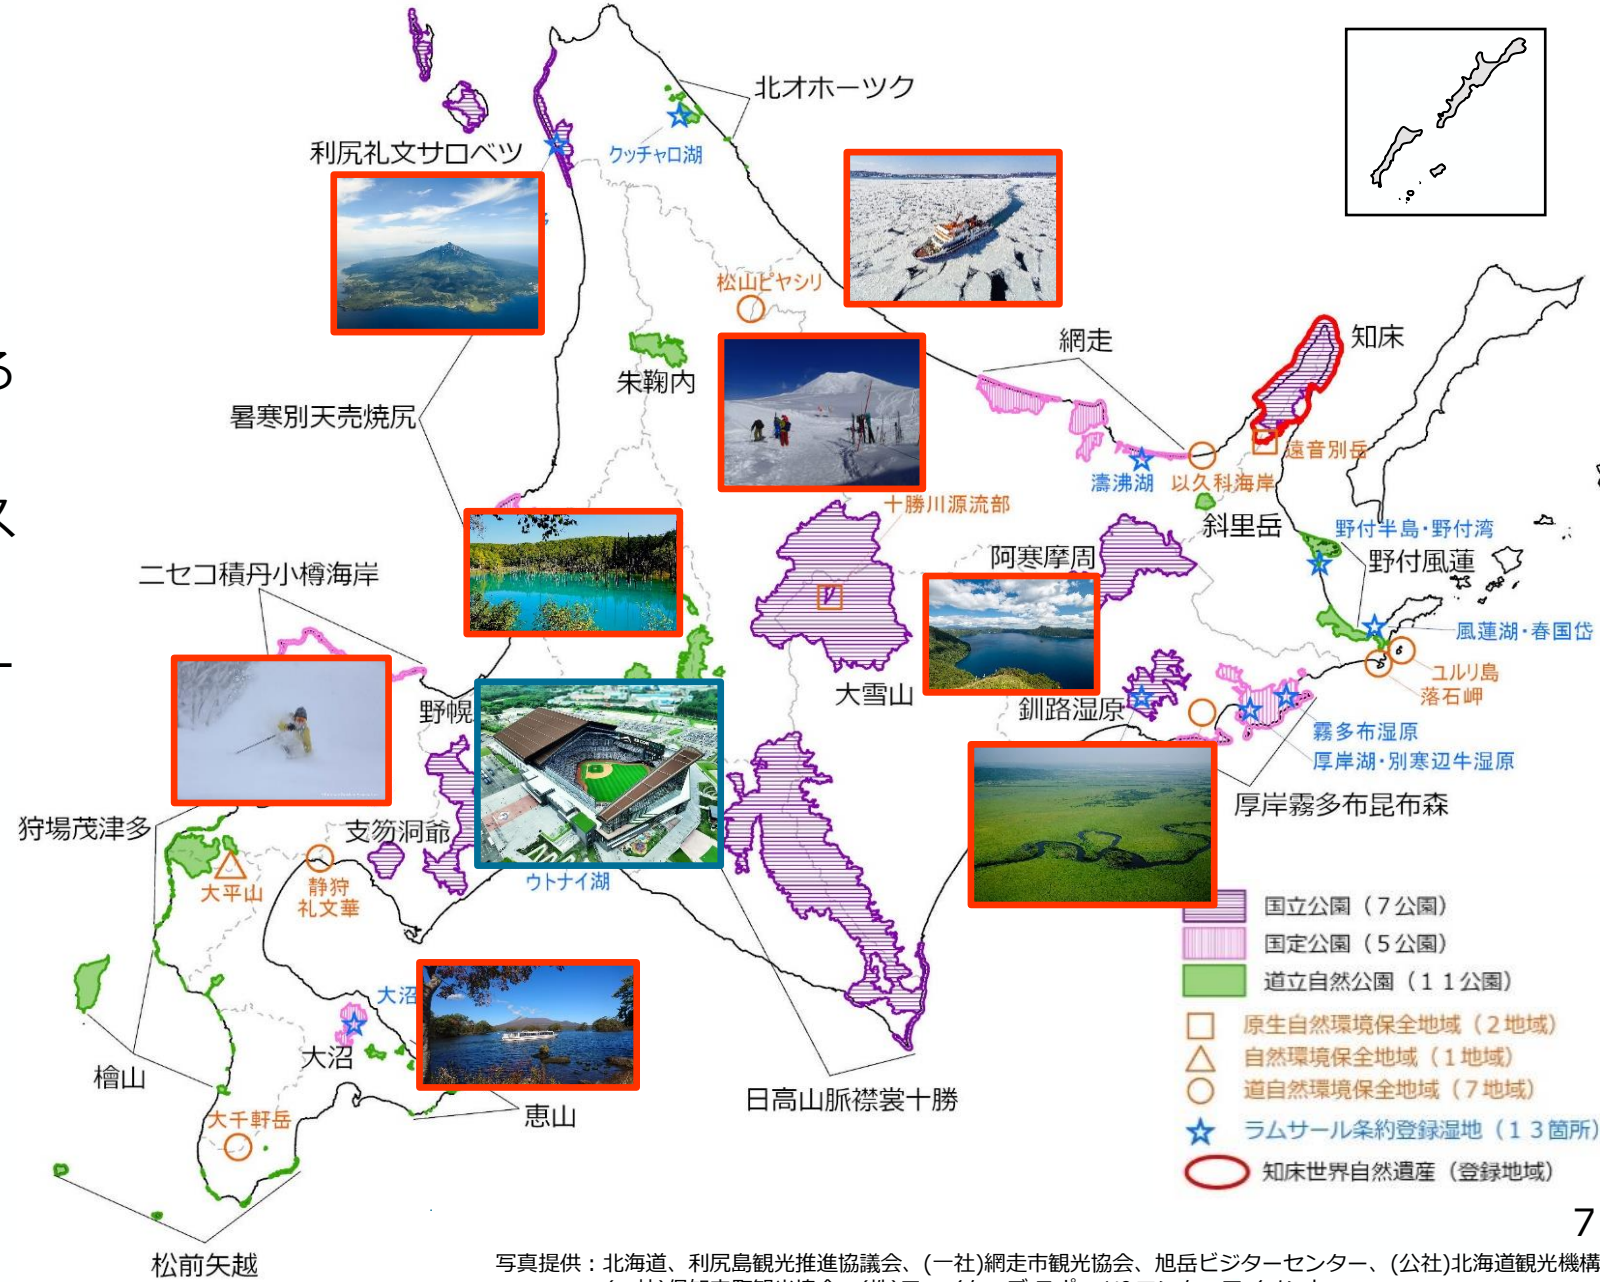 北オホーツク
利尻礼文サロベツ
クッチャロ湖
松山ピヤシリ
網走
知床
る
朱鞠内
暑寒別天売焼尻
遠音別岳
濤沸湖
以久科海岸
十勝川源流部
ス
斜里岳
野付半島・野付湾
阿寒摩周
野付風蓮
ニセコ積丹小樽海岸
風蓮湖・春国岱
ー
ユルリ島
落石岬
大雪山
野幌
釧路湿原
霧多布湿原
厚岸湖・別寒辺牛湿原
厚岸霧多布昆布森
狩場茂津多
支笏洞爺
大平山
静狩
礼文華
ウトナイ湖
国立公園（７公園）
国定公園（５公園）
道立自然公園（１１公園）
大沼
原生自然環境保全地域（２地域）
大沼
自然環境保全地域（１地域）
檜山
道自然環境保全地域（７地域）
日高山脈襟裳十勝
恵山
大千軒岳
ラムサール条約登録湿地（１３箇所）
知床世界自然遺産（登録地域）
7
松前矢越
写真提供：北海道、利尻島観光推進協議会、(一社)網走市観光協会、旭岳ビジターセンター、(公社)北海道観光機構